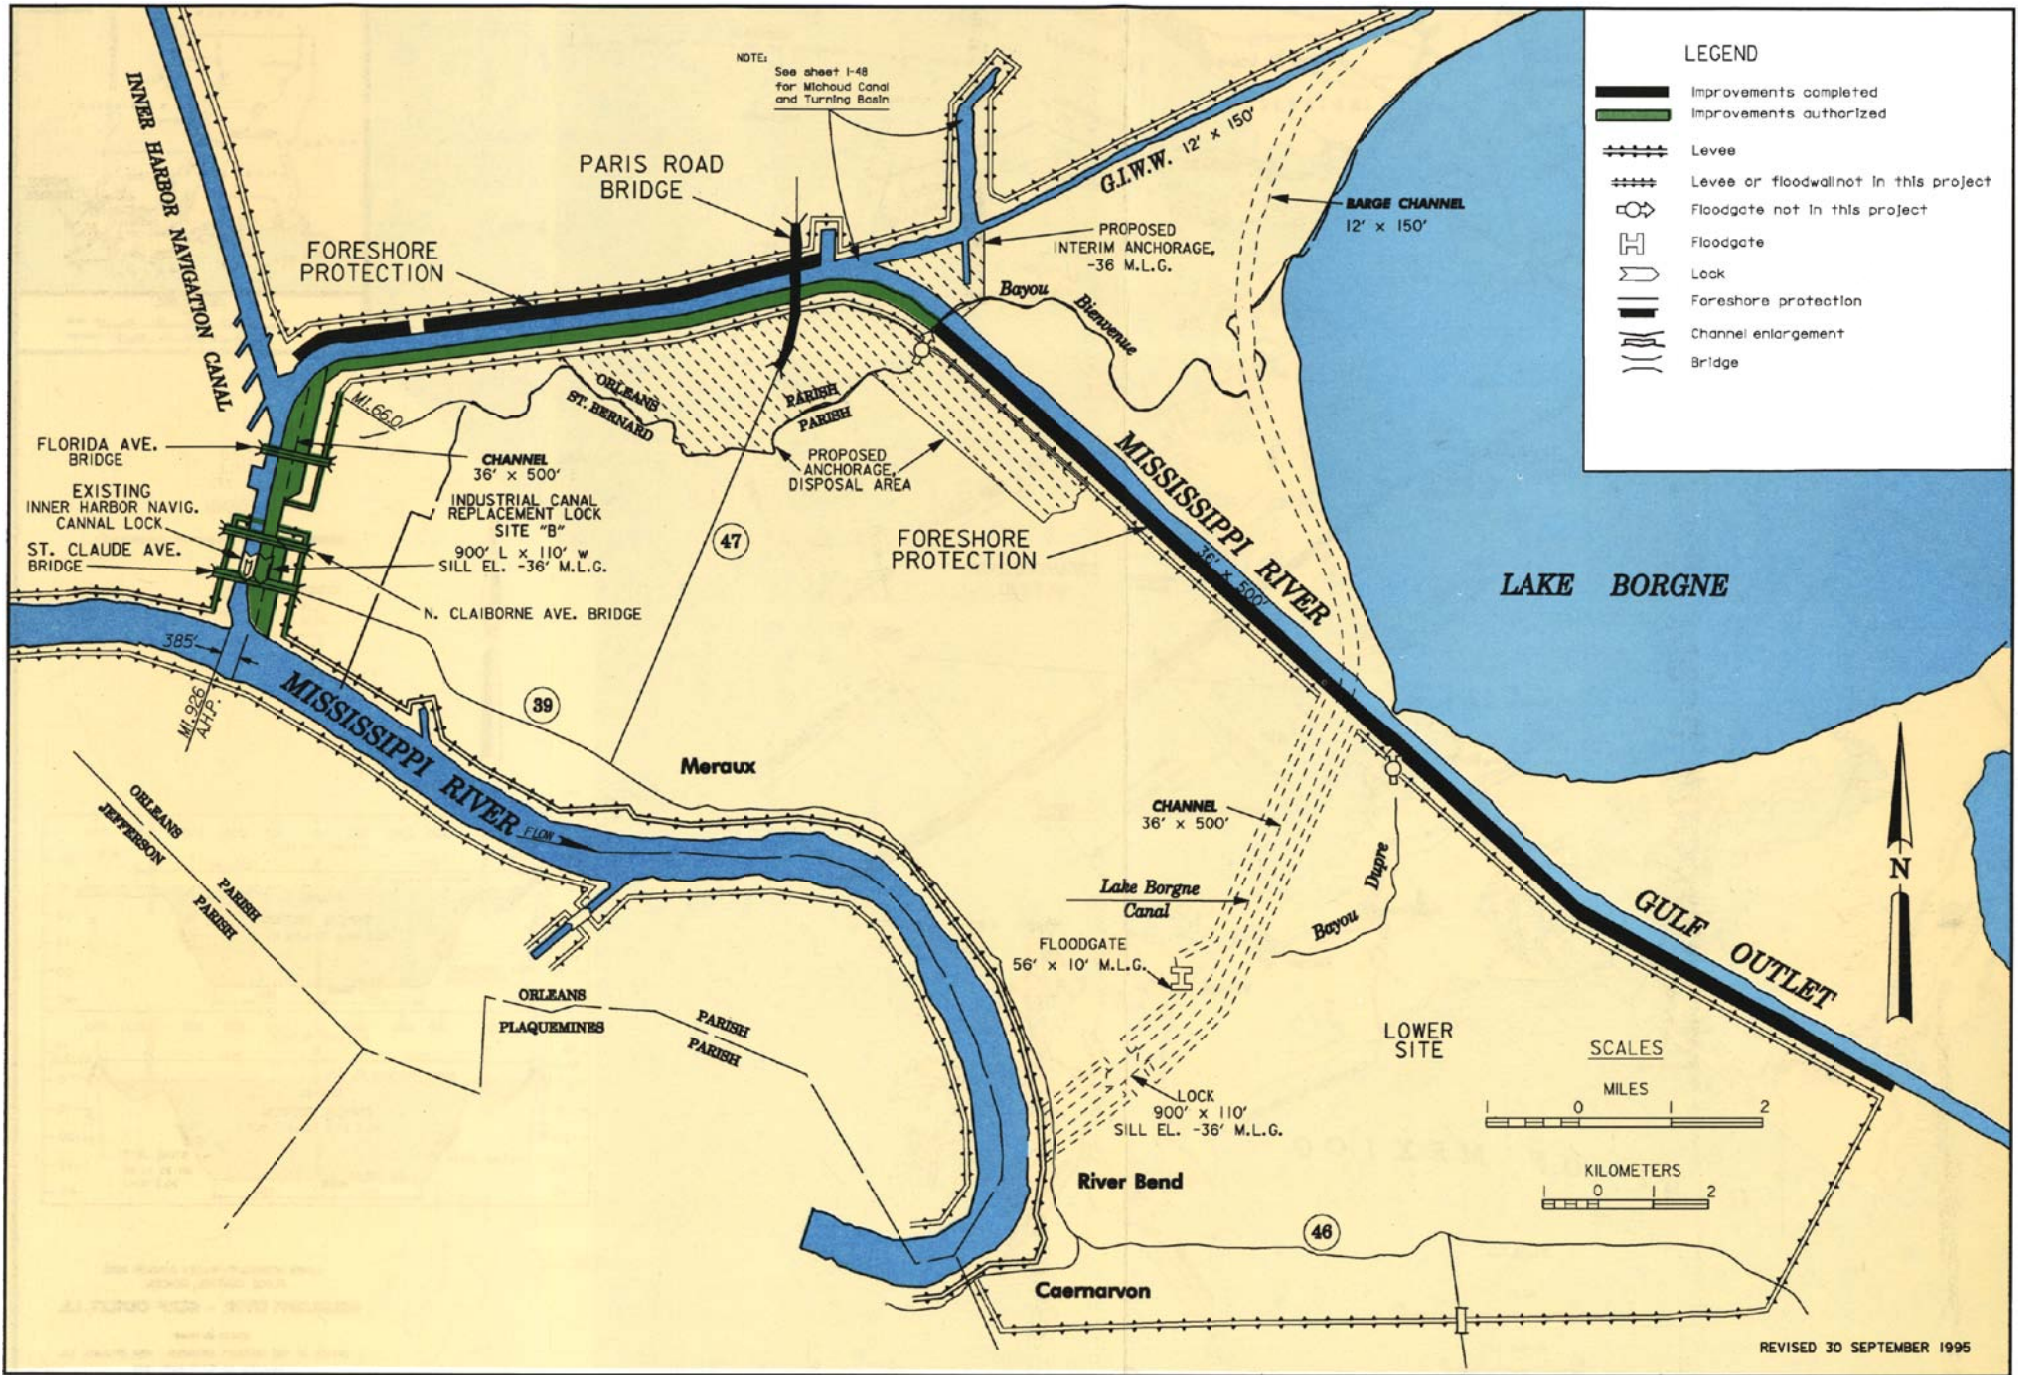 NOTE:
See sheet I-48
for Michoud Canal
and Turning Basin
INNER HARBOR NAVIGATION CANAL
PARIS ROAD
BRIDGE
G.I.W.W. 12' x 150'
BARGE CHANNEL
12' x 150'
FORESHORE
PROTECTION
PROPOSED
INTERIM ANCHORAGE,
-36 M.L.G.
Bayou Bienvenue
LEGEND
Improvements completed
Improvements authorized
Levee
Levee or floodwallnot in this project
Floodgate not in this project
Floodgate
Lock
Foreshore protection
Channel enlargement
Bridge
MI. 66.0
ORLEANS PARISH
ST. BERNARD PARISH
FLORIDA AVE.
BRIDGE
CHANNEL
36' x 500'
PROPOSED
ANCHORAGE,
DISPOSAL AREA
EXISTING
INNER HARBOR NAVIG.
CANNAL LOCK
INDUSTRIAL CANAL
REPLACEMENT LOCK
SITE "B"
900' L x 110' w
SILL EL. -36' M.L.G.
ST. CLAUDE AVE.
BRIDGE
N. CLAIBORNE AVE. BRIDGE
47
FORESHORE
PROTECTION
MISSISSIPPI RIVER
36' x 500'
LAKE BORGNE
385'
MI. 926
A.H.P.
MISSISSIPPI RIVER
FLOW
39
Meraux
ORLEANS PARISH
JEFFERSON PARISH
CHANNEL
36' x 500'
Lake Borgne
Canal
Bayou Dupre
FLOODGATE
56' x 10' M.L.G.
GULF OUTLET
N
ORLEANS PARISH
PLAQUEMINES PARISH
LOWER
SITE
SCALES
MILES
1 0 1 2
LOCK
900' x 110'
SILL EL. -36' M.L.G.
KILOMETERS
1 0 1 2
River Bend
46
Caernarvon
REVISED 30 SEPTEMBER 1995